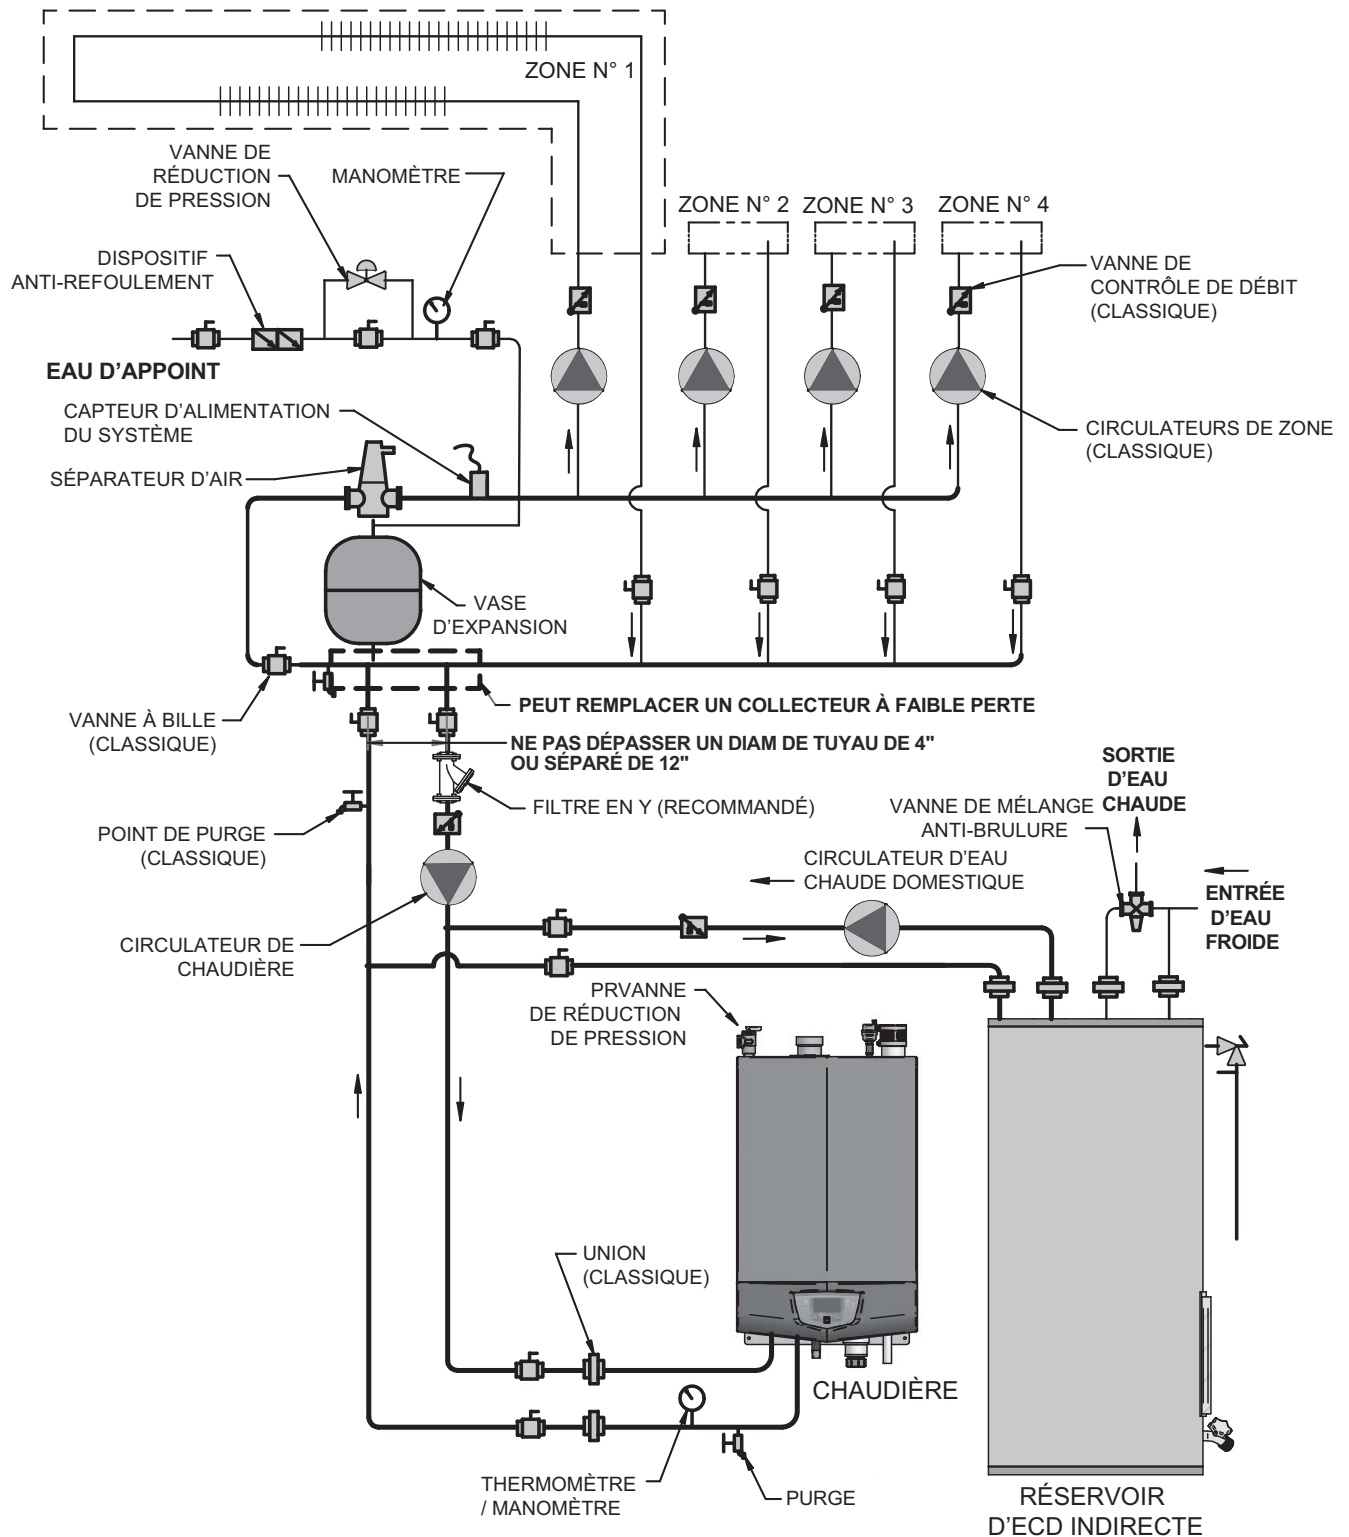 ZONE N° 1
VANNE DE
RÉDUCTION
DE PRESSION
MANOMÈTRE
ZONE N° 2
ZONE N° 3
ZONE N° 4
DISPOSITIF
ANTI-REFOULEMENT
VANNE DE
CONTRÔLE DE DÉBIT
(CLASSIQUE)
EAU D'APPOINT
CAPTEUR D'ALIMENTATION
DU SYSTÈME
CIRCULATEURS DE ZONE
(CLASSIQUE)
SÉPARATEUR D'AIR
VASE
D'EXPANSION
PEUT REMPLACER UN COLLECTEUR À FAIBLE PERTE
VANNE À BILLE
(CLASSIQUE)
NE PAS DÉPASSER UN DIAM DE TUYAU DE 4"
OU SÉPARÉ DE 12"
SORTIE
D'EAU
CHAUDE
FILTRE EN Y (RECOMMANDÉ)
VANNE DE MÉLANGE
ANTI-BRULURE
POINT DE PURGE
(CLASSIQUE)
CIRCULATEUR D'EAU
CHAUDE DOMESTIQUE
ENTRÉE
D'EAU
FROIDE
CIRCULATEUR DE
CHAUDIÈRE
PRVANNE
DE RÉDUCTION
DE PRESSION
UNION
(CLASSIQUE)
CHAUDIÈRE
THERMOMÈTRE
/ MANOMÈTRE
PURGE
RÉSERVOIR
D'ECD INDIRECTE